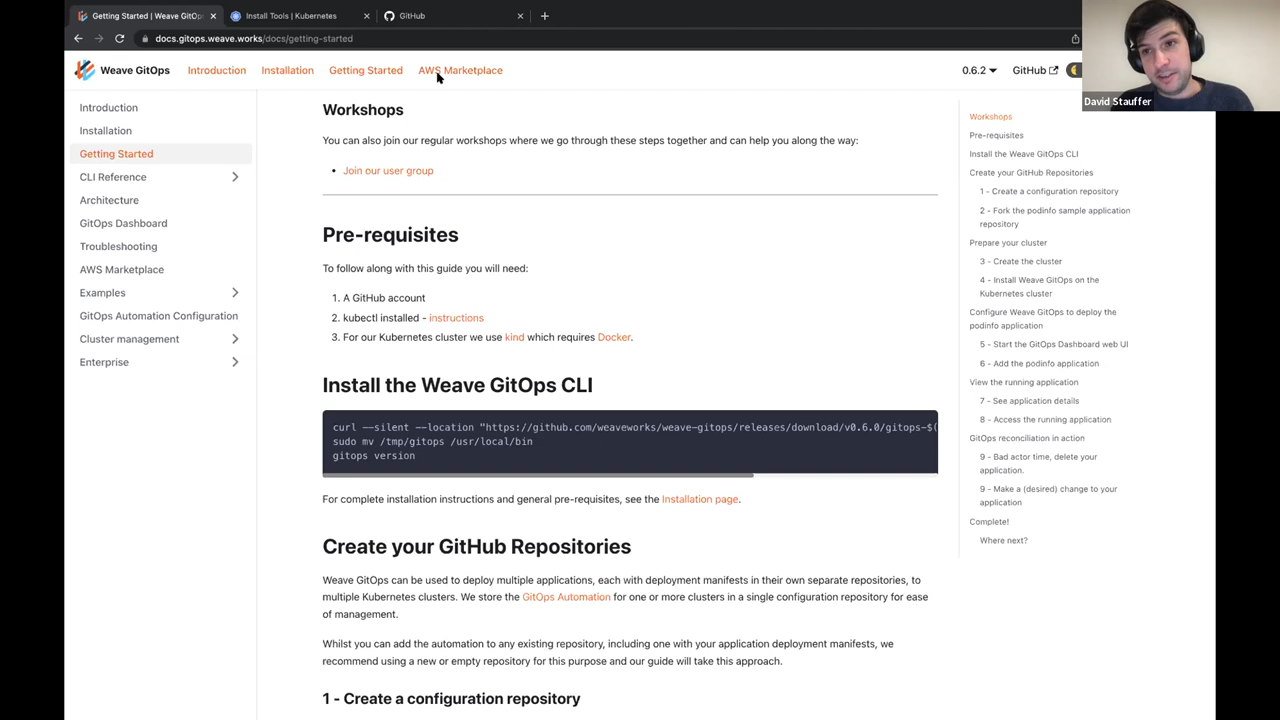 Getting Started | Weave GitOps
Install Tools | Kubernetes
GitHub
docs.gitops.weave.works/docs/getting-started
Weave GitOps
Introduction
Installation
Getting Started
AWS Marketplace
0.6.2
GitHub
David Stauffer
Introduction
Installation
Getting Started
CLI Reference
Architecture
GitOps Dashboard
Troubleshooting
AWS Marketplace
Examples
GitOps Automation Configuration
Cluster management
Enterprise
Workshops
You can also join our regular workshops where we go through these steps together and can help you along the way:
• Join our user group
Pre-requisites
To follow along with this guide you will need:
1. A GitHub account
2. kubectl installed - instructions
3. For our Kubernetes cluster we use kind which requires Docker.
Install the Weave GitOps CLI
curl --silent --location "https://github.com/weaveworks/weave-gitops/releases/download/v0.6.0/gitops-$(
sudo mv /tmp/gitops /usr/local/bin
gitops version
For complete installation instructions and general pre-requisites, see the Installation page.
Create your GitHub Repositories
Weave GitOps can be used to deploy multiple applications, each with deployment manifests in their own separate repositories, to
multiple Kubernetes clusters. We store the GitOps Automation for one or more clusters in a single configuration repository for ease
of management.
Whilst you can add the automation to any existing repository, including one with your application deployment manifests, we
recommend using a new or empty repository for this purpose and our guide will take this approach.
1 - Create a configuration repository
Workshops
Pre-requisites
Install the Weave GitOps CLI
Create your GitHub Repositories
1 - Create a configuration repository
2 - Fork the podinfo sample application
repository
Prepare your cluster
3 - Create the cluster
4 - Install Weave GitOps on the
Kubernetes cluster
Configure Weave GitOps to deploy the
podinfo application
5 - Start the GitOps Dashboard web UI
6 - Add the podinfo application
View the running application
7 - See application details
8 - Access the running application
GitOps reconciliation in action
9 - Bad actor time, delete your
application.
9 - Make a (desired) change to your
application
Complete!
Where next?